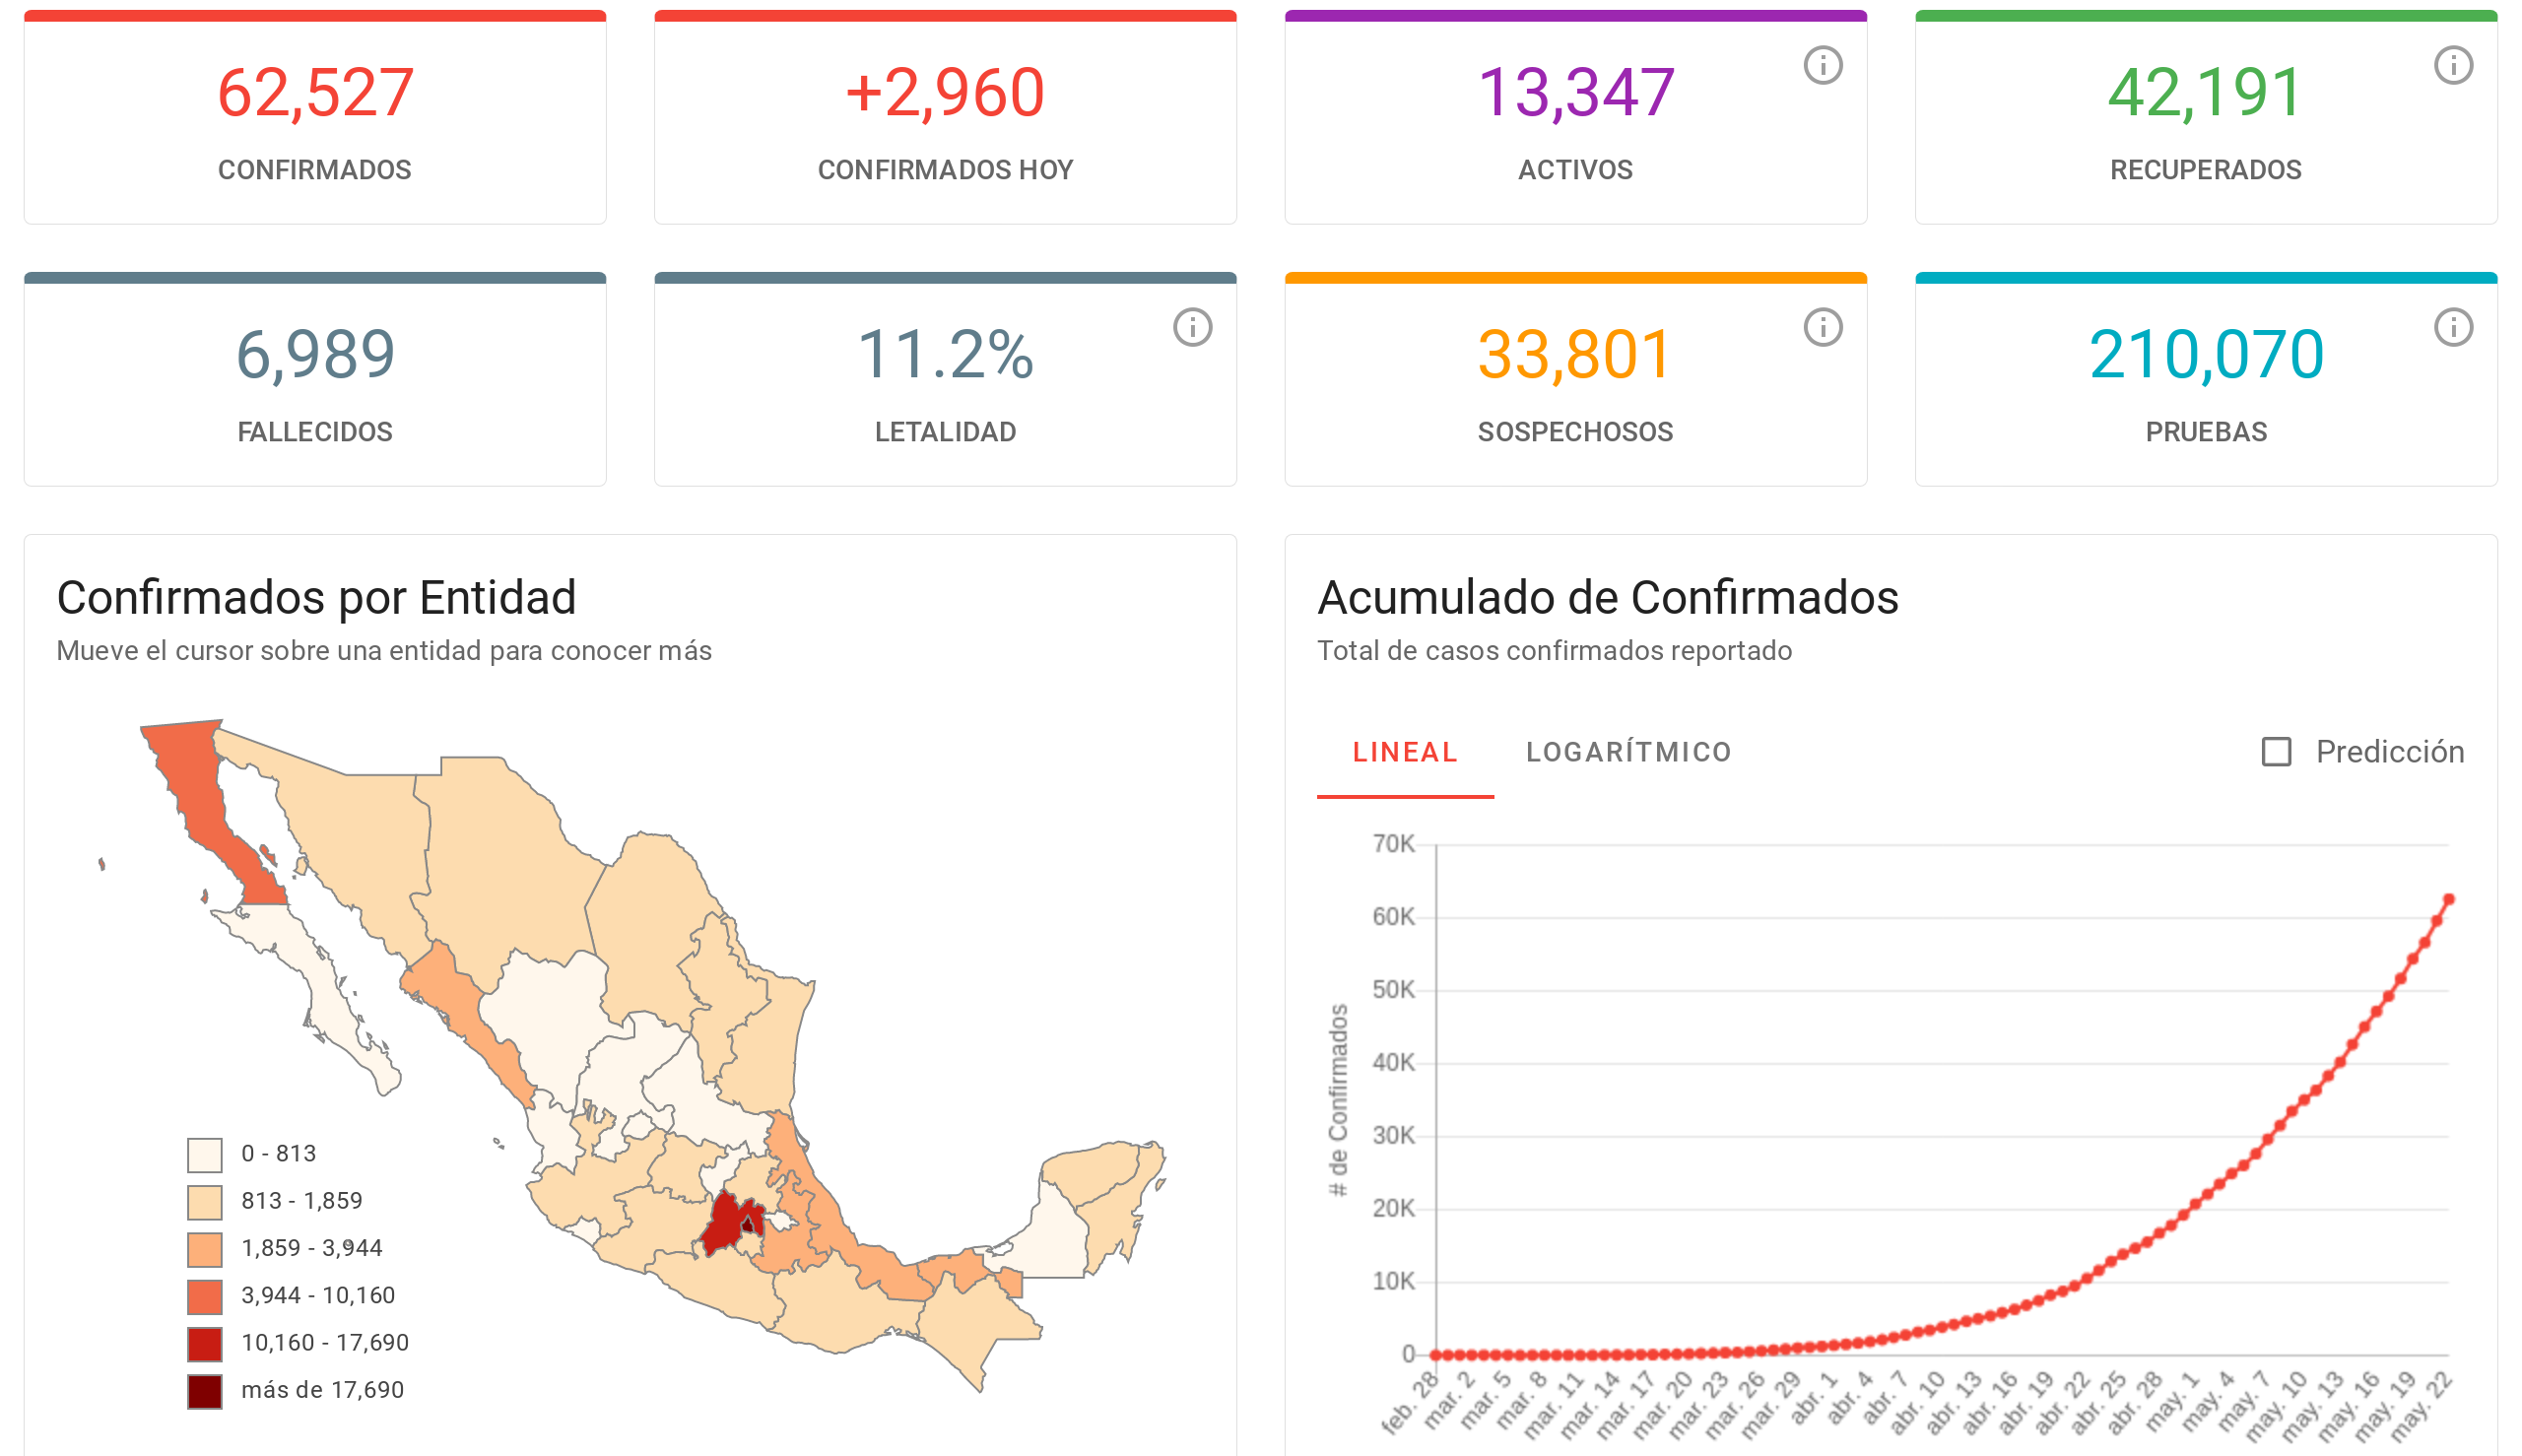 62,527
CONFIRMADOS
+2,960
CONFIRMADOS HOY
13,347
ACTIVOS
42,191
RECUPERADOS
6,989
FALLECIDOS
11.2%
LETALIDAD
33,801
SOSPECHOSOS
210,070
PRUEBAS
Confirmados por Entidad
Mueve el cursor sobre una entidad para conocer más
0 - 813
813 - 1,859
1,859 - 3,944
3,944 - 10,160
10,160 - 17,690
más de 17,690
Acumulado de Confirmados
Total de casos confirmados reportado
LINEAL
LOGARÍTMICO
Predicción
# de Confirmados
70K
60K
50K
40K
30K
20K
10K
0
feb. 28
mar. 2
mar. 5
mar. 8
mar. 11
mar. 14
mar. 17
mar. 20
mar. 23
mar. 26
mar. 29
abr. 1
abr. 4
abr. 7
abr. 10
abr. 13
abr. 16
abr. 19
abr. 22
abr. 25
abr. 28
may. 1
may. 4
may. 7
may. 10
may. 13
may. 16
may. 19
may. 22